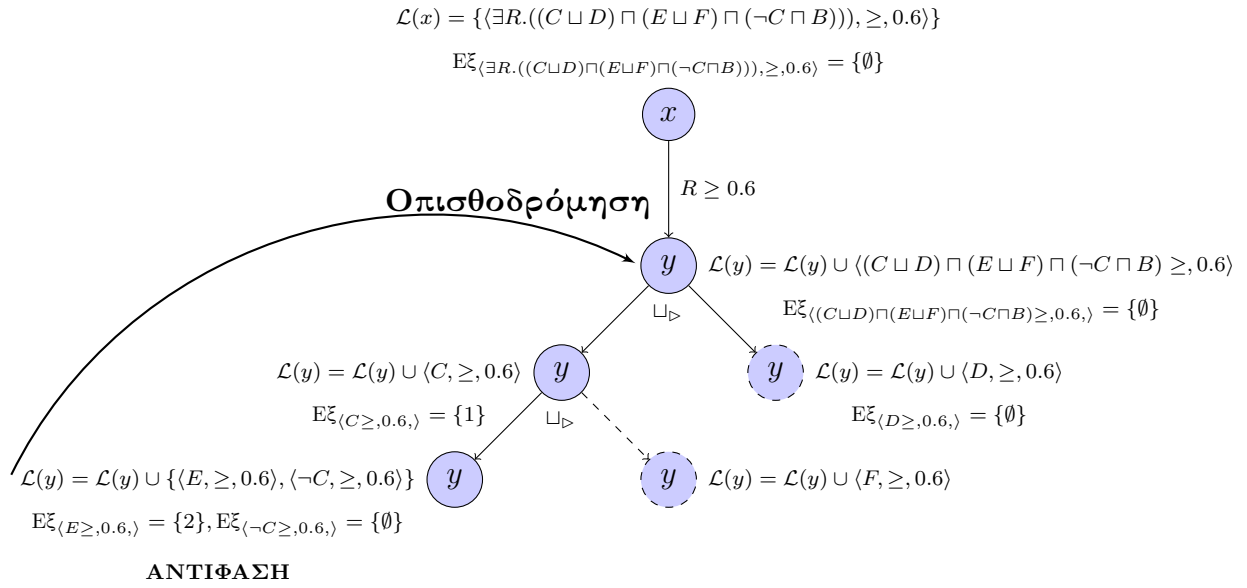 ℒ(x) = {⟨∃R.((C ⊔ D) ⊓ (E ⊔ F) ⊓ (¬C ⊓ B))), ≥, 0.6⟩}
Εξ⟨∃R.((C⊔D)⊓(E⊔F)⊓(¬C⊓B))),≥,0.6⟩ = {∅}
x
Οπισθοδρόμηση
R ≥ 0.6
y
ℒ(y) = ℒ(y) ∪ ⟨((C ⊔ D) ⊓ (E ⊔ F) ⊓ (¬C ⊓ B) ≥, 0.6⟩
⊔▷
Εξ⟨((C⊔D)⊓(E⊔F)⊓(¬C⊓B)≥,0.6,⟩ = {∅}
ℒ(y) = ℒ(y) ∪ ⟨C, ≥, 0.6⟩ y y ℒ(y) = ℒ(y) ∪ ⟨D, ≥, 0.6⟩
Εξ⟨C≥,0.6,⟩ = {1} ⊔▷ Εξ⟨D≥,0.6,⟩ = {∅}
ℒ(y) = ℒ(y) ∪ {⟨E, ≥, 0.6⟩, ⟨¬C, ≥, 0.6⟩} y y ℒ(y) = ℒ(y) ∪ ⟨F, ≥, 0.6⟩
Εξ⟨E≥,0.6,⟩ = {2}, Εξ⟨¬C≥,0.6,⟩ = {∅}
ΑΝΤΙΦΑΣΗ